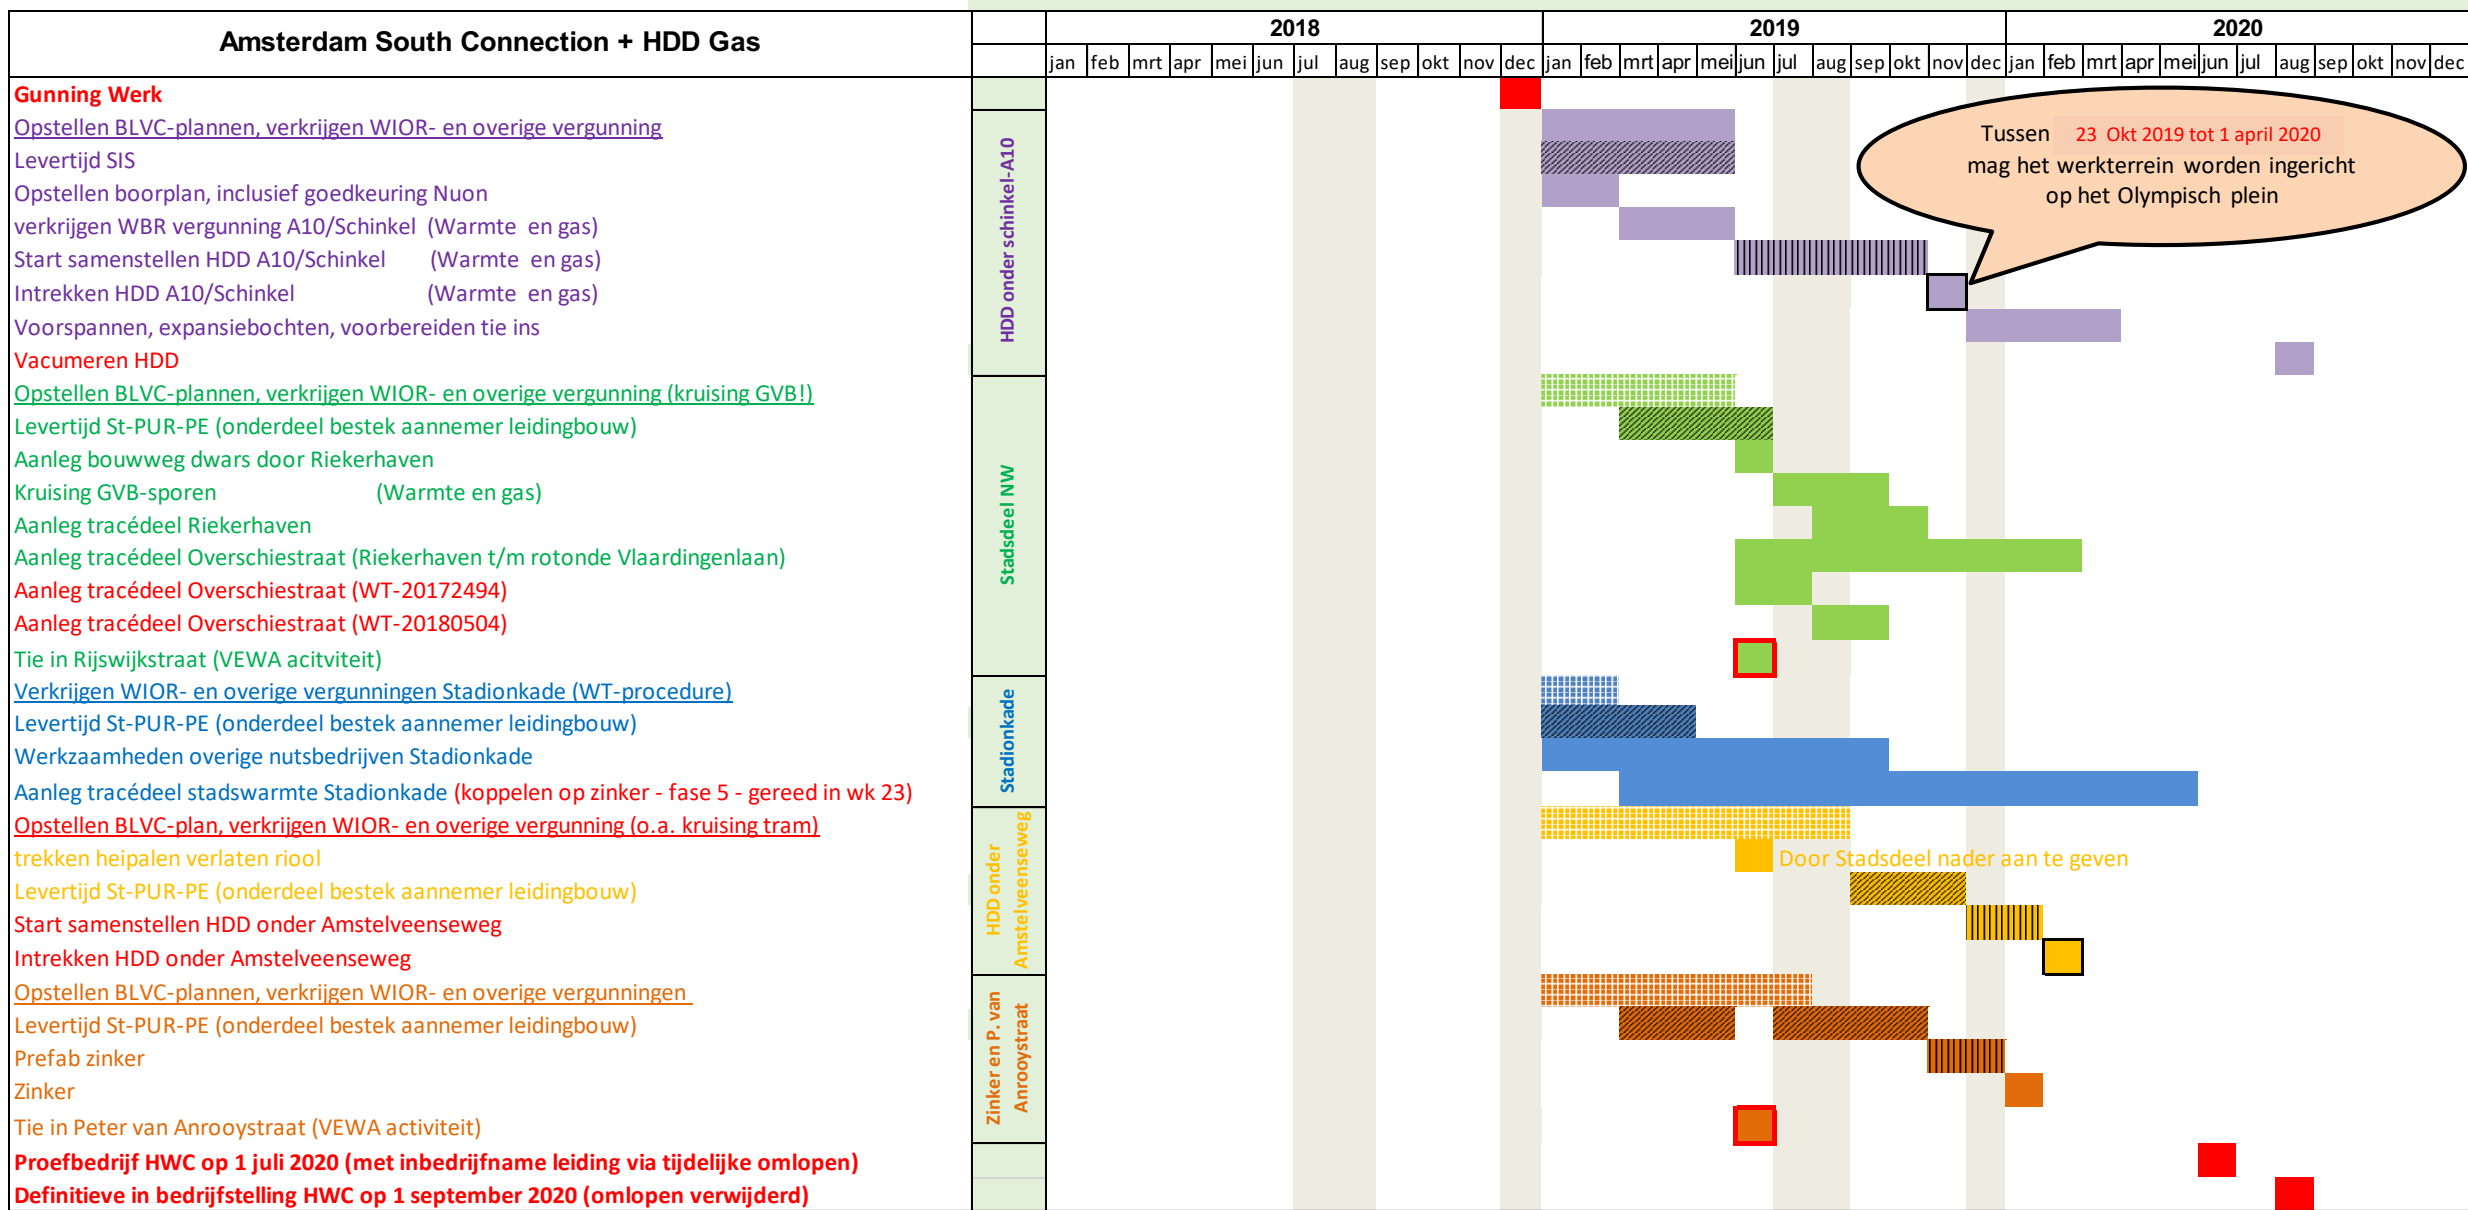 Amsterdam South Connection + HDD Gas
2018 2019 2020
jan feb mrt apr mei jun jul aug sep okt nov dec jan feb mrt apr mei jun jul aug sep okt nov dec jan feb mrt apr mei jun jul aug sep okt nov dec
Gunning Werk
HDD onder schinkel-A10
Opstellen BLVC-plannen, verkrijgen WIOR- en overige vergunning
Levertijd SIS
Opstellen boorplan, inclusief goedkeuring Nuon
verkrijgen WBR vergunning A10/Schinkel (Warmte en gas)
Start samenstellen HDD A10/Schinkel (Warmte en gas)
Intrekken HDD A10/Schinkel (Warmte en gas)
Voorspannen, expansiebochten, voorbereiden tie ins
Vacumeren HDD
Tussen 23 Okt 2019 tot 1 april 2020
mag het werkterrein worden ingericht
op het Olympisch plein
Stadsdeel NW
Opstellen BLVC-plannen, verkrijgen WIOR- en overige vergunning (kruising GVB!)
Levertijd St-PUR-PE (onderdeel bestek aannemer leidingbouw)
Aanleg bouwweg dwars door Riekerhaven
Kruising GVB-sporen (Warmte en gas)
Aanleg tracédeel Riekerhaven
Aanleg tracédeel Overschiestraat (Riekerhaven t/m rotonde Vlaardingenlaan)
Aanleg tracédeel Overschiestraat (WT-20172494)
Aanleg tracédeel Overschiestraat (WT-20180504)
Tie in Rijswijkstraat (VEWA acitviteit)
Stadionkade
Verkrijgen WIOR- en overige vergunningen Stadionkade (WT-procedure)
Levertijd St-PUR-PE (onderdeel bestek aannemer leidingbouw)
Werkzaamheden overige nutsbedrijven Stadionkade
Aanleg tracédeel stadswarmte Stadionkade (koppelen op zinker - fase 5 - gereed in wk 23)
HDD onder
Amstelveenseweg
Opstellen BLVC-plan, verkrijgen WIOR- en overige vergunning (o.a. kruising tram)
trekken heipalen verlaten riool
Door Stadsdeel nader aan te geven
Levertijd St-PUR-PE (onderdeel bestek aannemer leidingbouw)
Start samenstellen HDD onder Amstelveenseweg
Intrekken HDD onder Amstelveenseweg
Zinker en P. van
Anrooystraat
Opstellen BLVC-plannen, verkrijgen WIOR- en overige vergunningen
Levertijd St-PUR-PE (onderdeel bestek aannemer leidingbouw)
Prefab zinker
Zinker
Tie in Peter van Anrooystraat (VEWA activiteit)
Proefbedrijf HWC op 1 juli 2020 (met inbedrijfname leiding via tijdelijke omlopen)
Definitieve in bedrijfstelling HWC op 1 september 2020 (omlopen verwijderd)